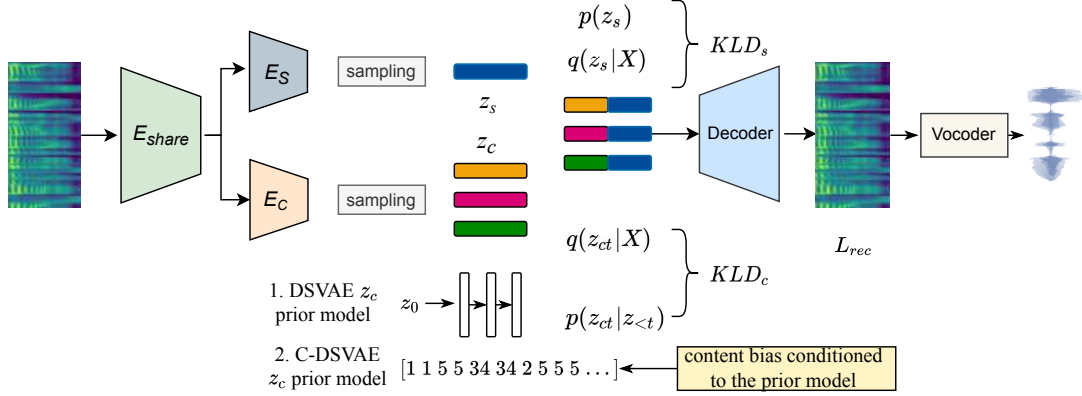 p(z_s)
KLD_s
q(z_s|X)
E_S
sampling
z_s
E_share
Decoder
Vocoder
z_c
E_C
sampling
q(z_ct|X)
L_rec
KLD_c
1. DSVAE z_c
prior model
z_0
p(z_ct|z_<t)
2. C-DSVAE
z_c prior model
[1 1 5 5 34 34 2 5 5 5 ...]
content bias conditioned
to the prior model